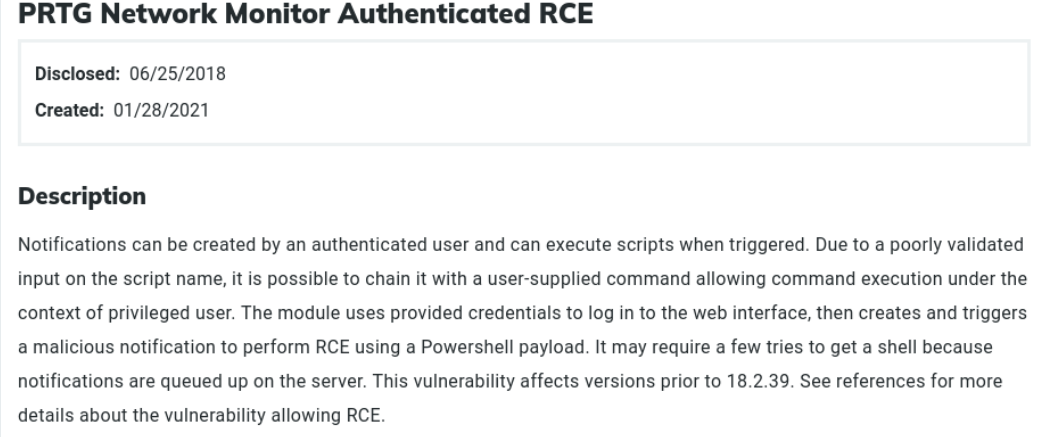 PRTG Network Monitor Authenticated RCE
Disclosed: 06/25/2018
Created: 01/28/2021
Description
Notifications can be created by an authenticated user and can execute scripts when triggered. Due to a poorly validated
input on the script name, it is possible to chain it with a user-supplied command allowing command execution under the
context of privileged user. The module uses provided credentials to log in to the web interface, then creates and triggers
a malicious notification to perform RCE using a Powershell payload. It may require a few tries to get a shell because
notifications are queued up on the server. This vulnerability affects versions prior to 18.2.39. See references for more
details about the vulnerability allowing RCE.